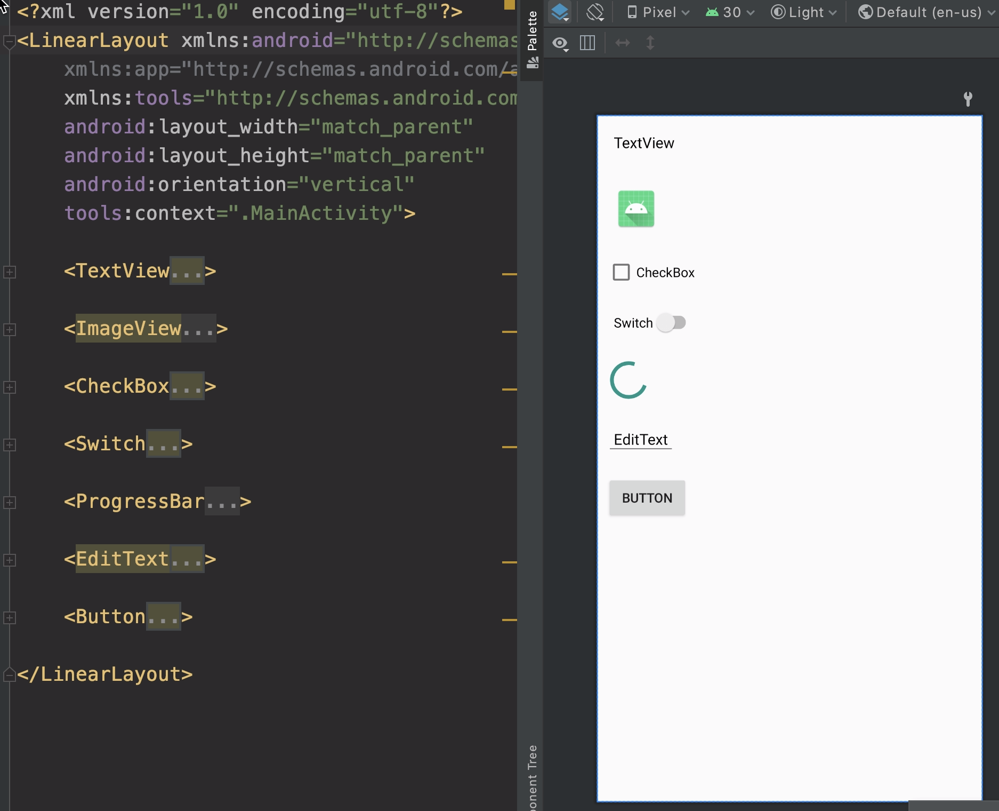 <?xml version="1.0" encoding="utf-8"?>
<LinearLayout xmlns:android="http://schemas
xmlns:app="http://schemas.android.com/a
xmlns:tools="http://schemas.android.com
android:layout_width="match_parent"
android:layout_height="match_parent"
android:orientation="vertical"
tools:context=".MainActivity">
<TextView...>
<ImageView...>
<CheckBox...>
<Switch...>
<ProgressBar...>
<EditText...>
<Button...>
</LinearLayout>
Palette
ponent Tree
Pixel 30 Light Default (en-us)
TextView
CheckBox
Switch
EditText
BUTTON